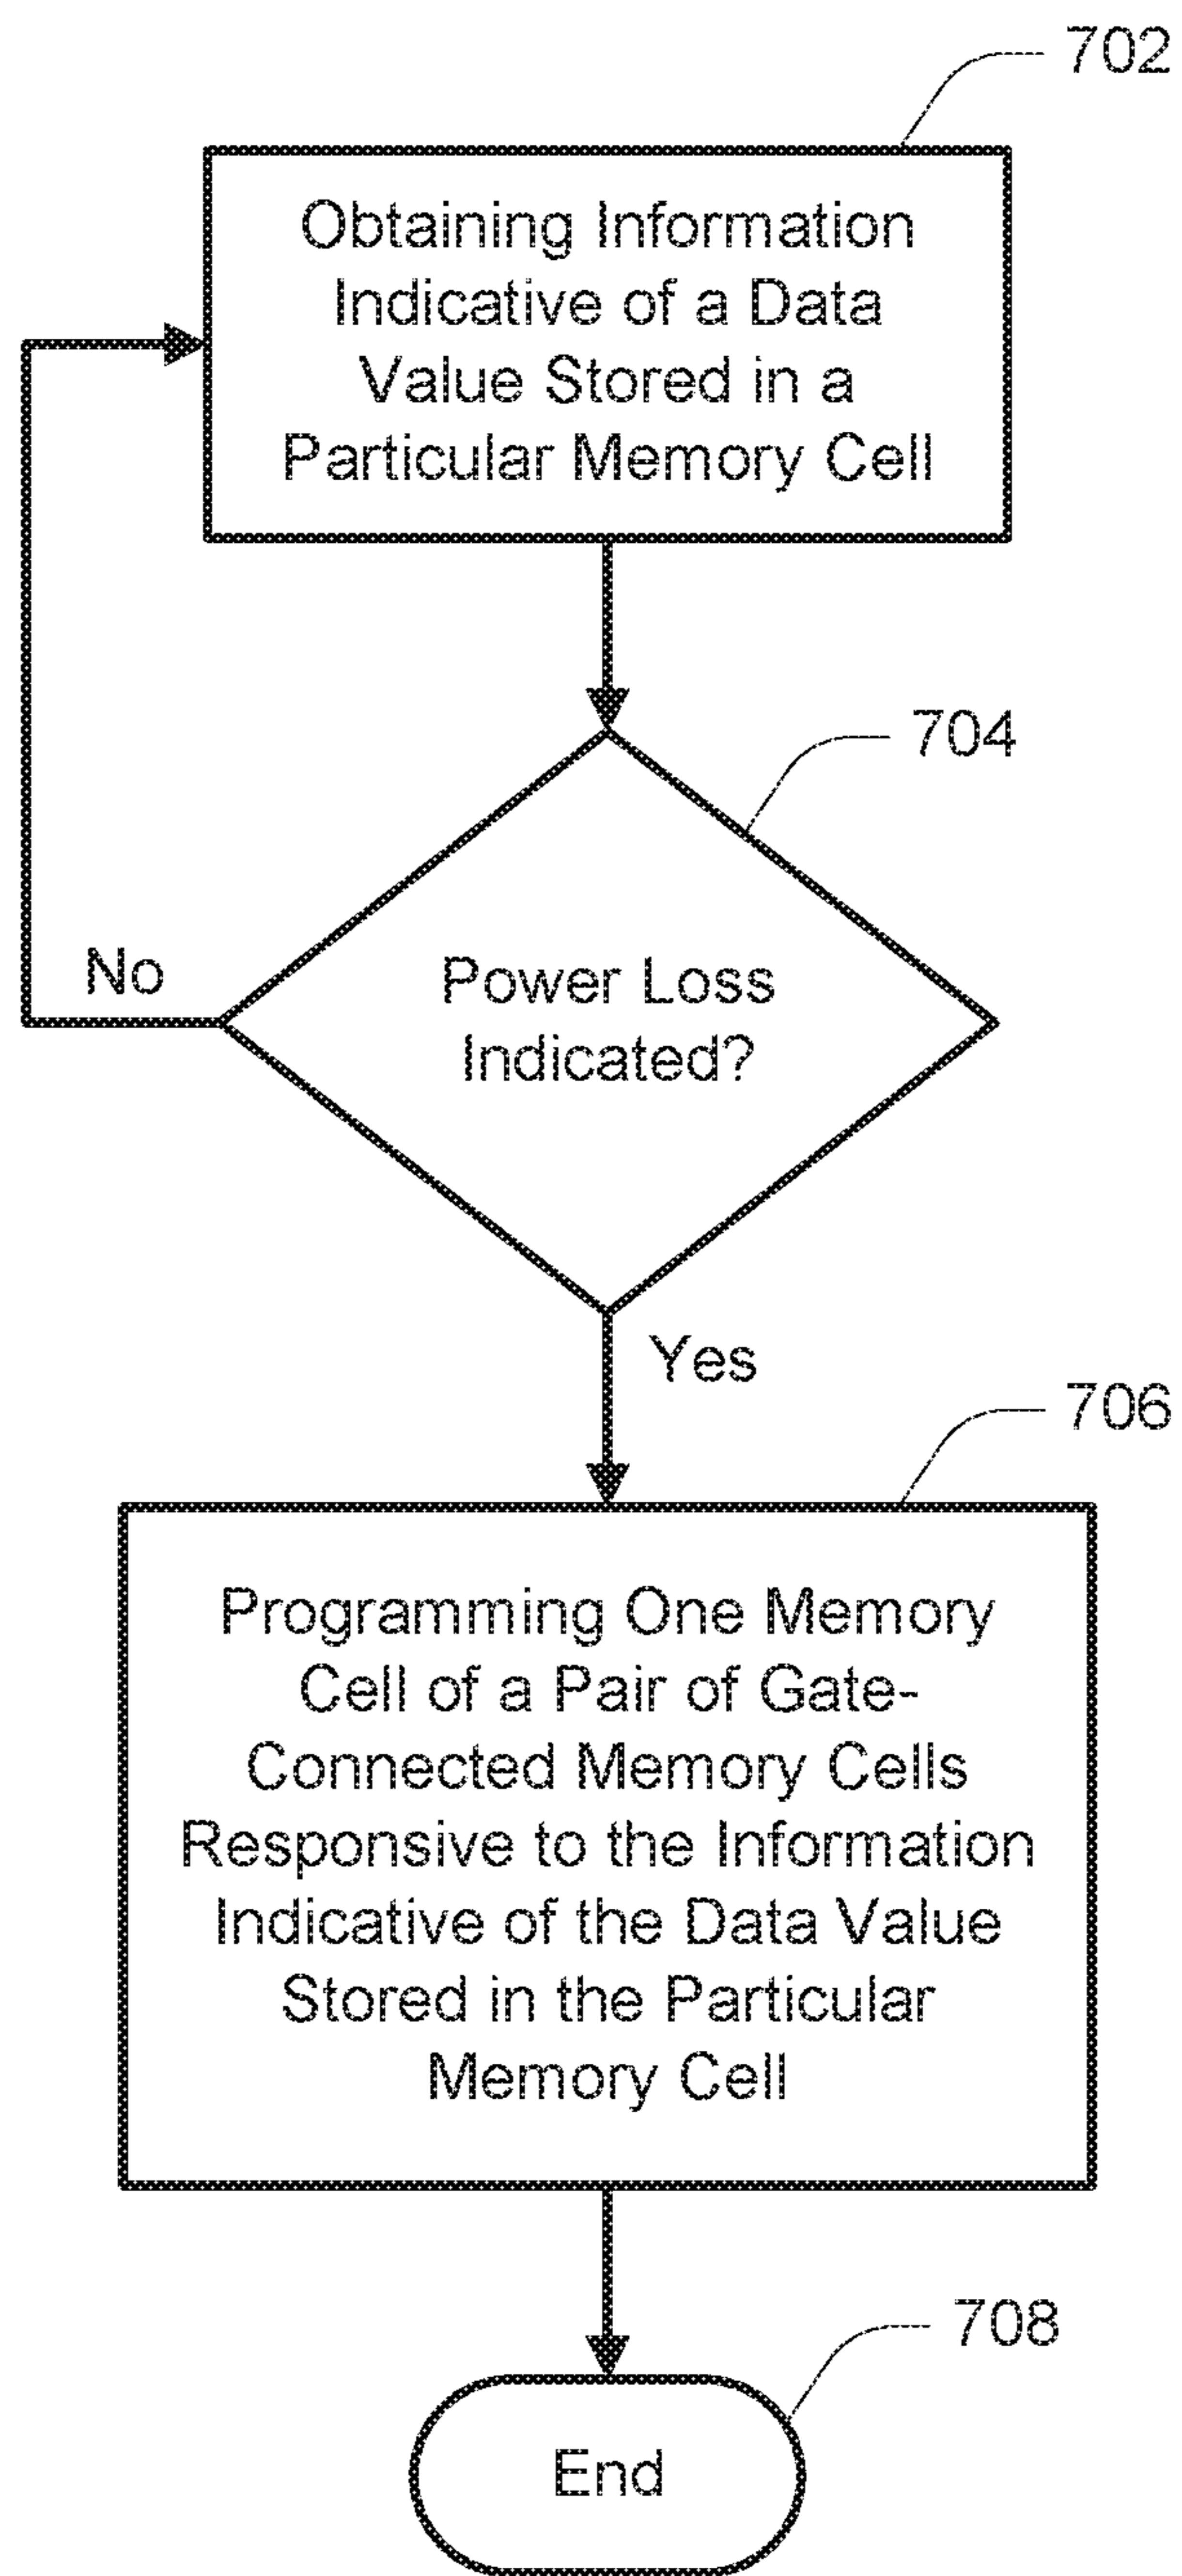 702
Obtaining Information
Indicative of a Data
Value Stored in a
Particular Memory Cell
704
No
Power Loss
Indicated?
Yes
706
Programming One Memory
Cell of a Pair of Gate-
Connected Memory Cells
Responsive to the Information
Indicative of the Data Value
Stored in the Particular
Memory Cell
708
End